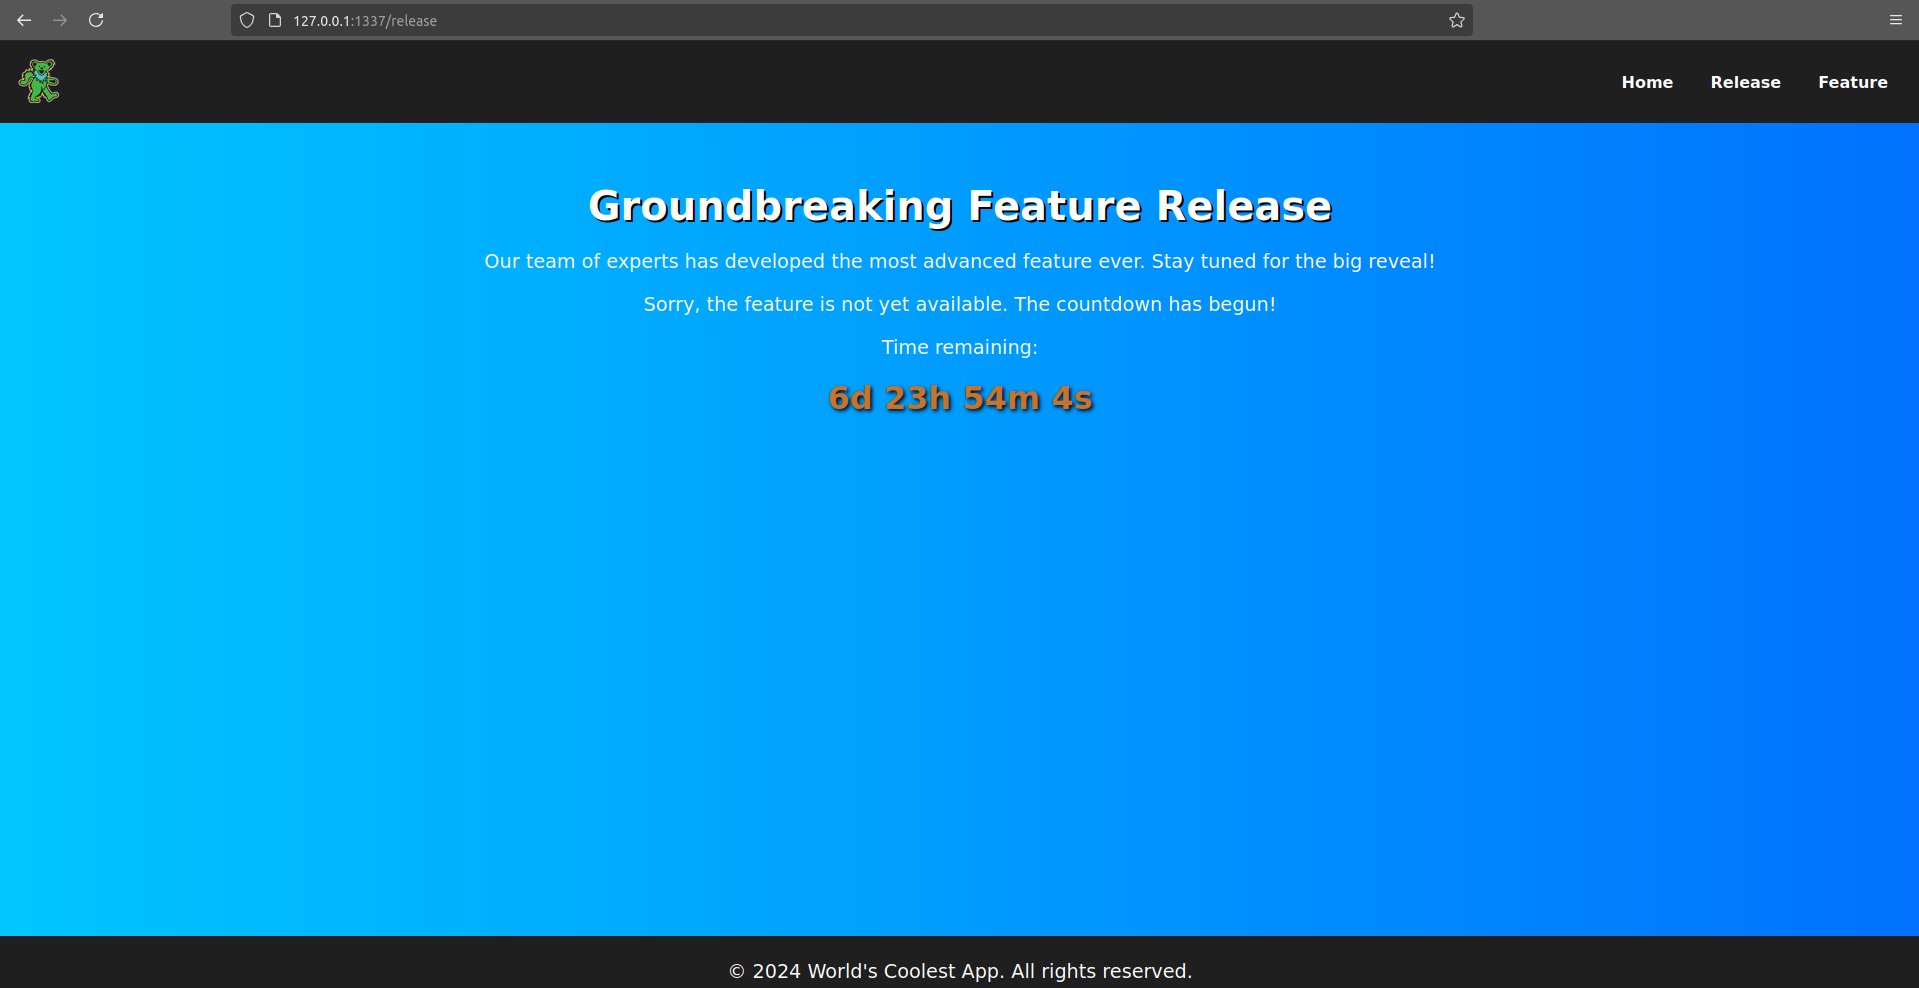 127.0.0.1:1337/release
Home Release Feature
Groundbreaking Feature Release
Our team of experts has developed the most advanced feature ever. Stay tuned for the big reveal!
Sorry, the feature is not yet available. The countdown has begun!
Time remaining:
6d 23h 54m 4s
© 2024 World's Coolest App. All rights reserved.